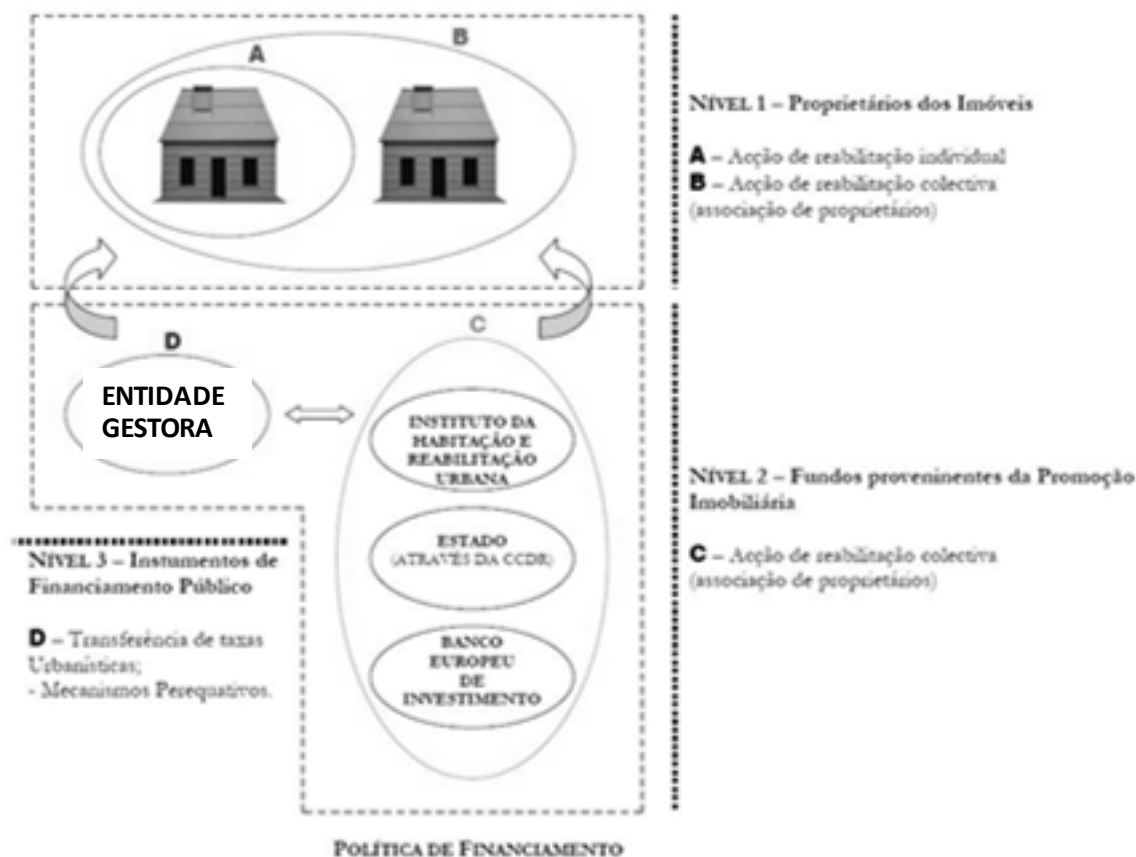 A
B
NÍVEL 1 – Proprietários dos Imóveis
A – Acção de reabilitação individual
B – Acção de reabilitação colectiva
(associação de proprietários)
D
ENTIDADE
GESTORA
C
INSTITUTO DA
HABITAÇÃO E
REABILITAÇÃO
URBANA
ESTADO
(ATRAVÉS DA CCDR)
BANCO
EUROPEU
DE
INVESTIMENTO
NÍVEL 2 – Fundos proveninentes da Promoção
Imobiliária
C – Acção de reabilitação colectiva
(associação de proprietários)
NÍVEL 3 – Instumentos de
Financiamento Público
D – Transferência de taxas
Urbanísticas;
- Mecanismos Perequativos.
POLÍTICA DE FINANCIAMENTO